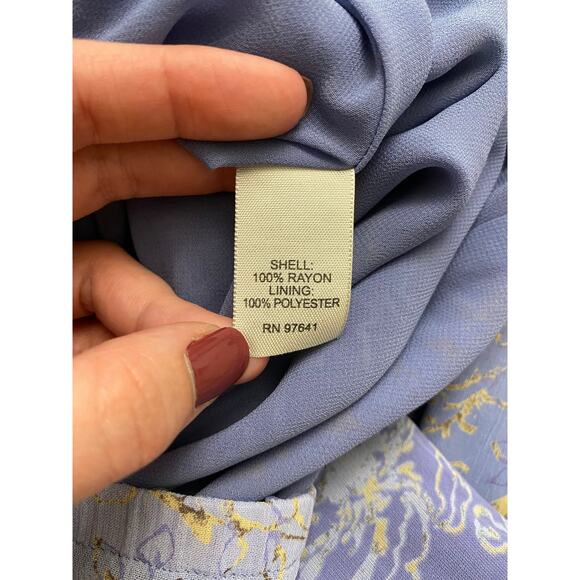 SHELL:
100% RAYON
LINING:
100% POLYESTER
RN 97641